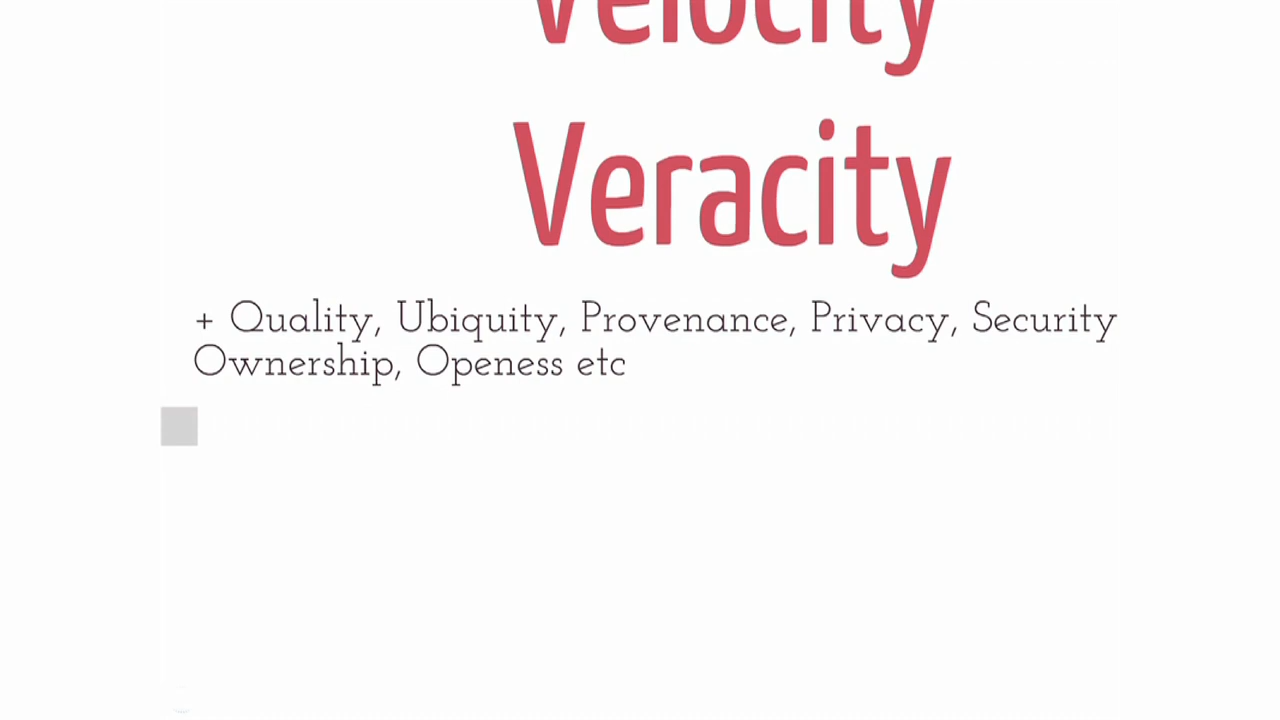 Velocity
Veracity
+ Quality, Ubiquity, Provenance, Privacy, Security
Ownership, Openess etc